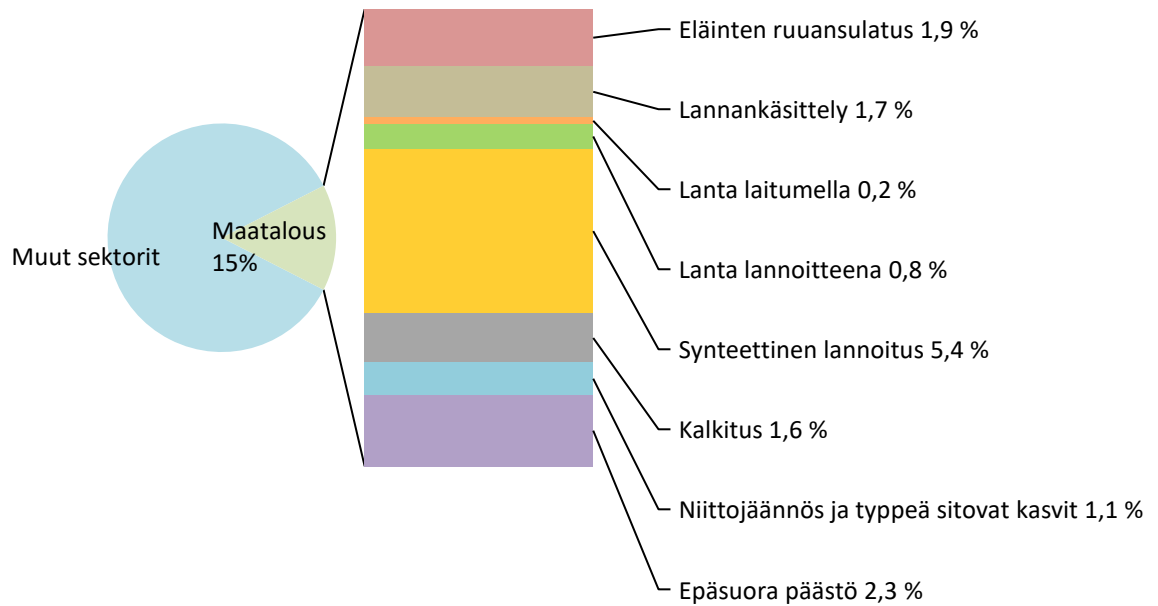 Muut sektorit
Maatalous
15%
Eläinten ruuansulatus 1,9 %
Lannankäsittely 1,7 %
Lanta laitumella 0,2 %
Lanta lannoitteena 0,8 %
Synteettinen lannoitus 5,4 %
Kalkitus 1,6 %
Niittojäännös ja typpeä sitovat kasvit 1,1 %
Epäsuora päästö 2,3 %